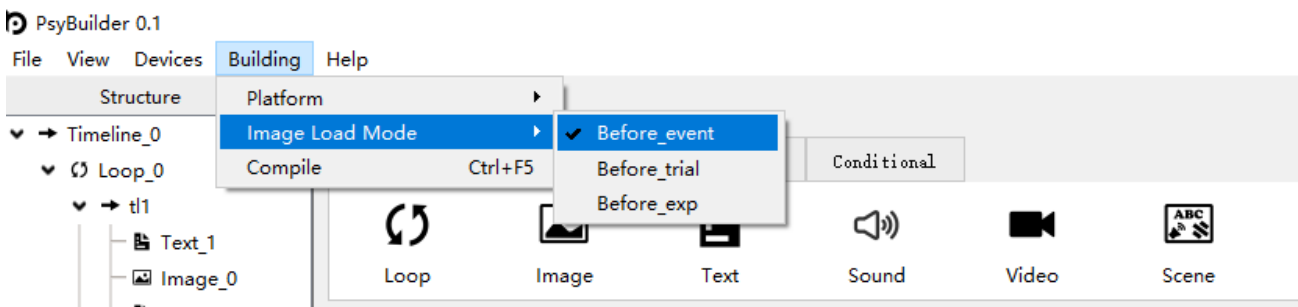 PsyBuilder 0.1
File View Devices Building Help
Structure
Platform
Image Load Mode
Compile Ctrl+F5
Before_event
Before_trial
Before_exp
Conditional
Timeline_0
Loop_0
tl1
Text_1
Image_0
ABC
Loop Image Text Sound Video Scene